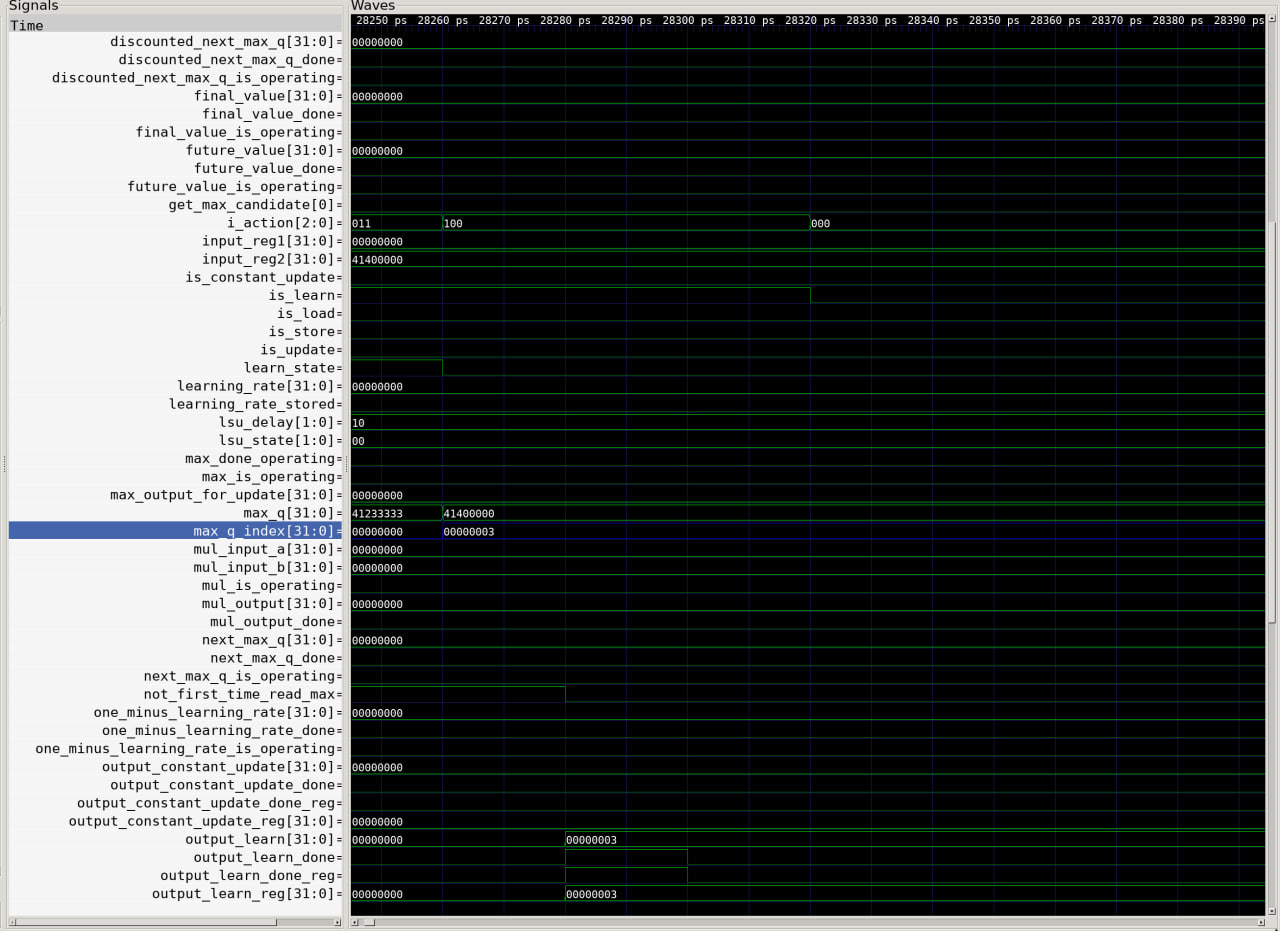 Signals Waves
Time 28250 ps 28260 ps 28270 ps 28280 ps 28290 ps 28300 ps 28310 ps 28320 ps 28330 ps 28340 ps 28350 ps 28360 ps 28370 ps 28380 ps 28390 ps
discounted_next_max_q[31:0]= 00000000
discounted_next_max_q_done=
discounted_next_max_q_is_operating=
final_value[31:0]= 00000000
final_value_done=
final_value_is_operating=
future_value[31:0]= 00000000
future_value_done=
future_value_is_operating=
get_max_candidate[0]=
i_action[2:0]= 011 100 000
input_reg1[31:0]= 00000000
input_reg2[31:0]= 41400000
is_constant_update=
is_learn=
is_load=
is_store=
is_update=
learn_state=
learning_rate[31:0]= 00000000
learning_rate_stored=
lsu_delay[1:0]= 10
lsu_state[1:0]= 00
max_done_operating=
max_is_operating=
max_output_for_update[31:0]= 00000000
max_q[31:0]= 41233333 41400000
max_q_index[31:0]= 00000000 00000003
mul_input_a[31:0]= 00000000
mul_input_b[31:0]= 00000000
mul_is_operating=
mul_output[31:0]= 00000000
mul_output_done=
next_max_q[31:0]= 00000000
next_max_q_done=
next_max_q_is_operating=
not_first_time_read_max=
one_minus_learning_rate[31:0]= 00000000
one_minus_learning_rate_done=
one_minus_learning_rate_is_operating=
output_constant_update[31:0]= 00000000
output_constant_update_done=
output_constant_update_done_reg=
output_constant_update_reg[31:0]= 00000000
output_learn[31:0]= 00000000 00000003
output_learn_done=
output_learn_done_reg=
output_learn_reg[31:0]= 00000000 00000003